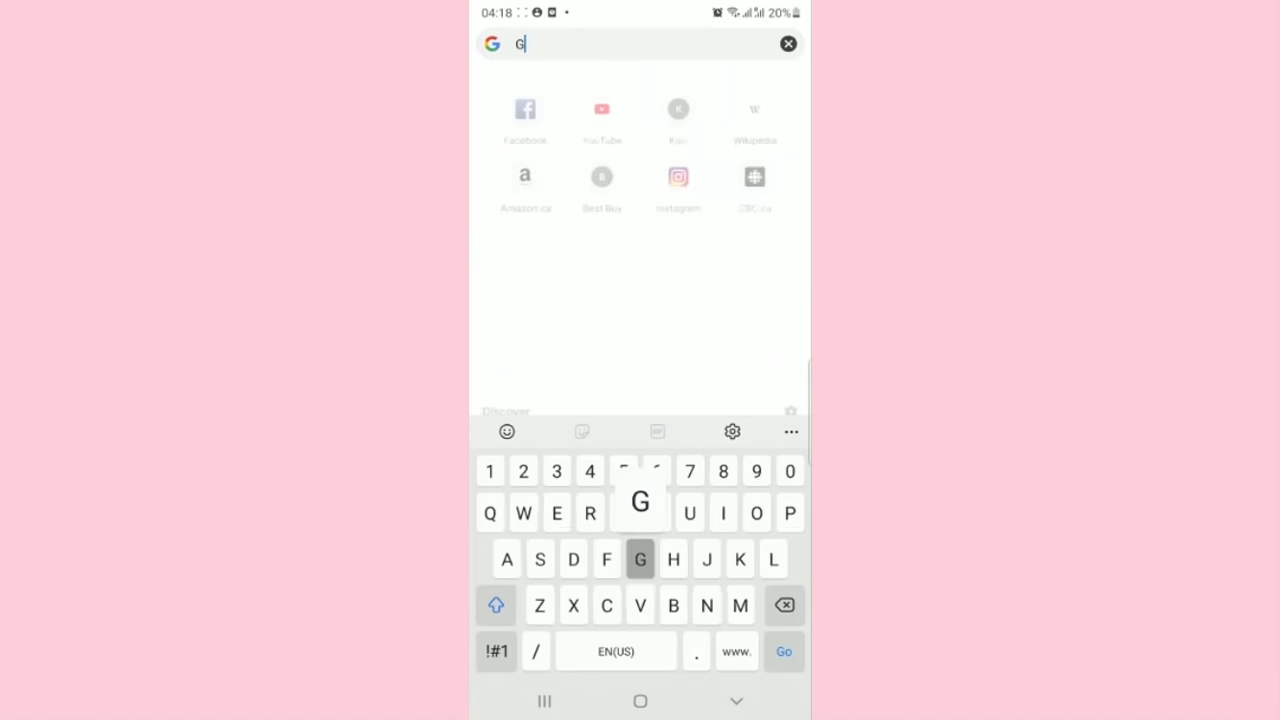 04:18 20%
G
Facebook YouTube Wikipedia
Amazon.ca Best Buy Instagram
Discover
1 2 3 4 7 8 9 0
Q W E R G U I O P
A S D F G H J K L
Z X C V B N M
!#1 / EN(US) . www. Go